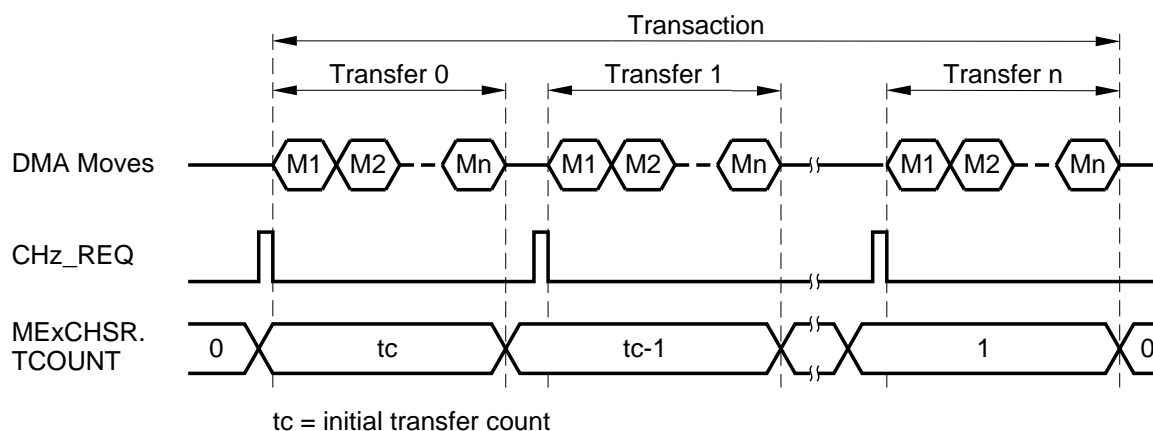 Transaction
Transfer 0 Transfer 1 Transfer n
DMA Moves M1 M2 Mn M1 M2 Mn M1 M2 Mn
CHz_REQ
MExCHSR.
TCOUNT 0 tc tc-1 1 0
tc = initial transfer count